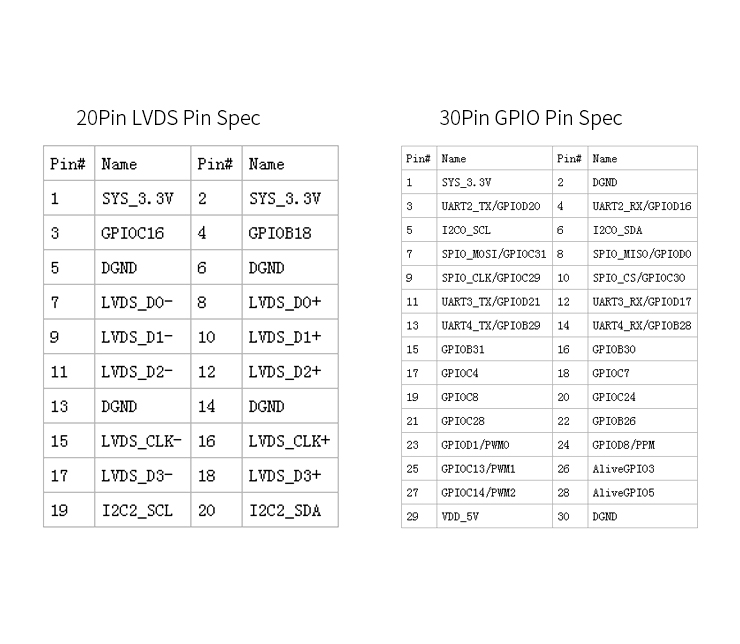 20Pin LVDS Pin Spec
Pin# Name Pin# Name
1 SYS_3.3V 2 SYS_3.3V
3 GPIOC16 4 GPIOB18
5 DGND 6 DGND
7 LVDS_D0- 8 LVDS_D0+
9 LVDS_D1- 10 LVDS_D1+
11 LVDS_D2- 12 LVDS_D2+
13 DGND 14 DGND
15 LVDS_CLK- 16 LVDS_CLK+
17 LVDS_D3- 18 LVDS_D3+
19 I2C2_SCL 20 I2C2_SDA
30Pin GPIO Pin Spec
Pin# Name Pin# Name
1 SYS_3.3V 2 DGND
3 UART2_TX/GPIOD20 4 UART2_RX/GPIOD16
5 I2C0_SCL 6 I2C0_SDA
7 SPI0_MOSI/GPIOC31 8 SPI0_MISO/GPIOD0
9 SPI0_CLK/GPIOC29 10 SPI0_CS/GPIOC30
11 UART3_TX/GPIOD21 12 UART3_RX/GPIOD17
13 UART4_TX/GPIOB29 14 UART4_RX/GPIOB28
15 GPIOB31 16 GPIOB30
17 GPIOC4 18 GPIOC7
19 GPIOC8 20 GPIOC24
21 GPIOC28 22 GPIOB26
23 GPIOD1/PWM0 24 GPIOD8/PPM
25 GPIOC13/PWM1 26 AliveGPIO3
27 GPIOC14/PWM2 28 AliveGPIO5
29 VDD_5V 30 DGND